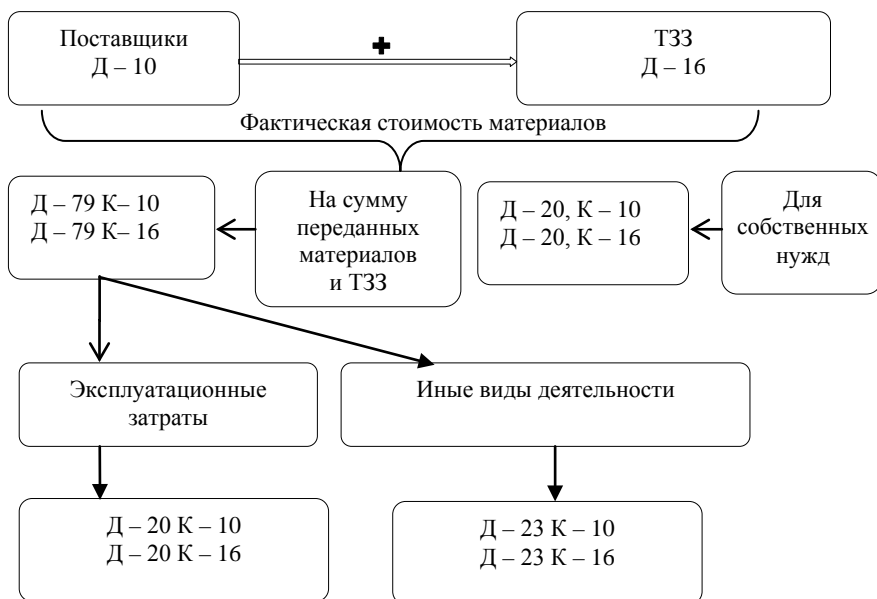 Поставщики
Д – 10
ТЗЗ
Д – 16
Фактическая стоимость материалов
Д – 79 К– 10
Д – 79 К– 16
На сумму
переданных
материалов
и ТЗЗ
Д – 20, К – 10
Д – 20, К – 16
Для
собственных
нужд
Эксплуатационные
затраты
Иные виды деятельности
Д – 20 К – 10
Д – 20 К – 16
Д – 23 К – 10
Д – 23 К – 16